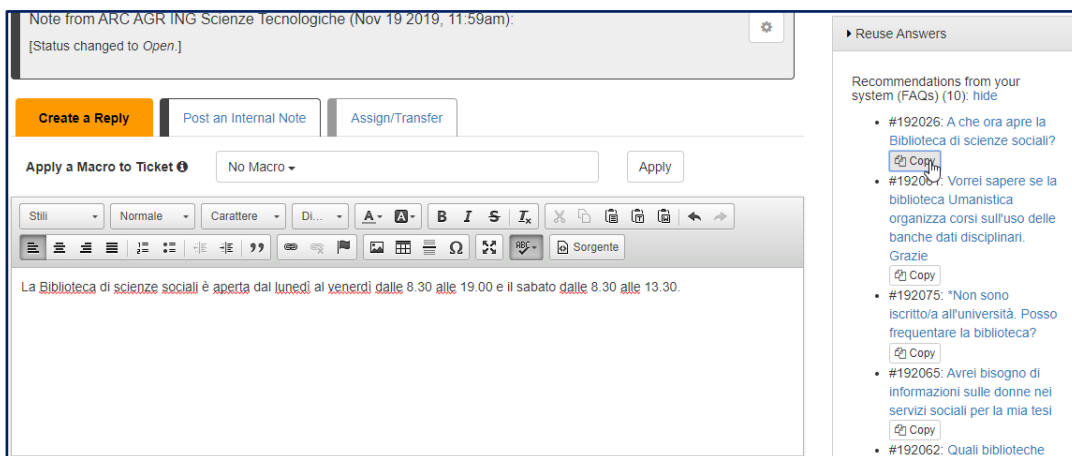 Note from ARC AGR ING Scienze Tecnologiche (Nov 19 2019, 11:59am):
[Status changed to Open.]
Create a Reply
Post an Internal Note
Assign/Transfer
Apply a Macro to Ticket
No Macro
Apply
Stili
Normale
Carattere
Di...
Sorgente
La Biblioteca di scienze sociali è aperta dal lunedì al venerdì dalle 8.30 alle 19.00 e il sabato dalle 8.30 alle 13.30.
Reuse Answers
Recommendations from your
system (FAQs) (10): hide
#192026: A che ora apre la
Biblioteca di scienze sociali?
Copy
Vorrei sapere se la
biblioteca Umanistica
organizza corsi sull'uso delle
banche dati disciplinari.
Grazie
Copy
#192075: *Non sono
iscritto/a all'università. Posso
frequentare la biblioteca?
Copy
#192065: Avrei bisogno di
informazioni sulle donne nei
servizi sociali per la mia tesi
Copy
#192062: Quali biblioteche